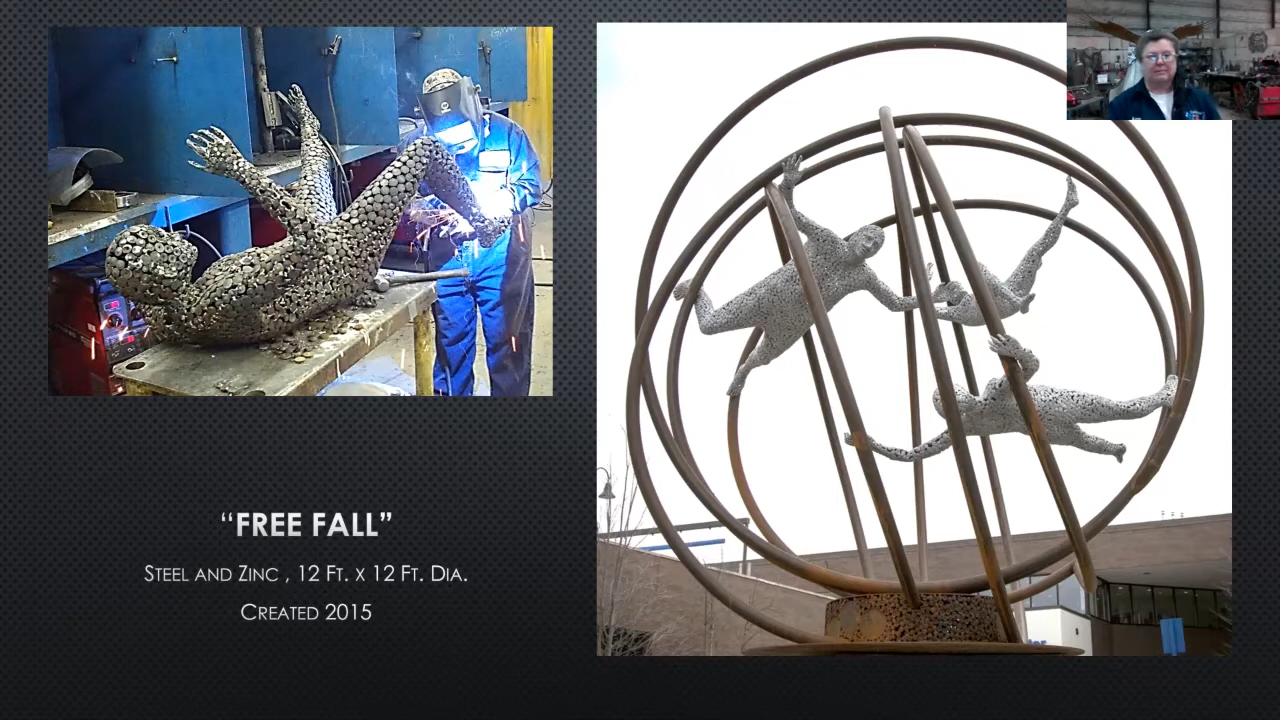 “FREE FALL”
STEEL AND ZINC , 12 FT. X 12 FT. DIA.
CREATED 2015